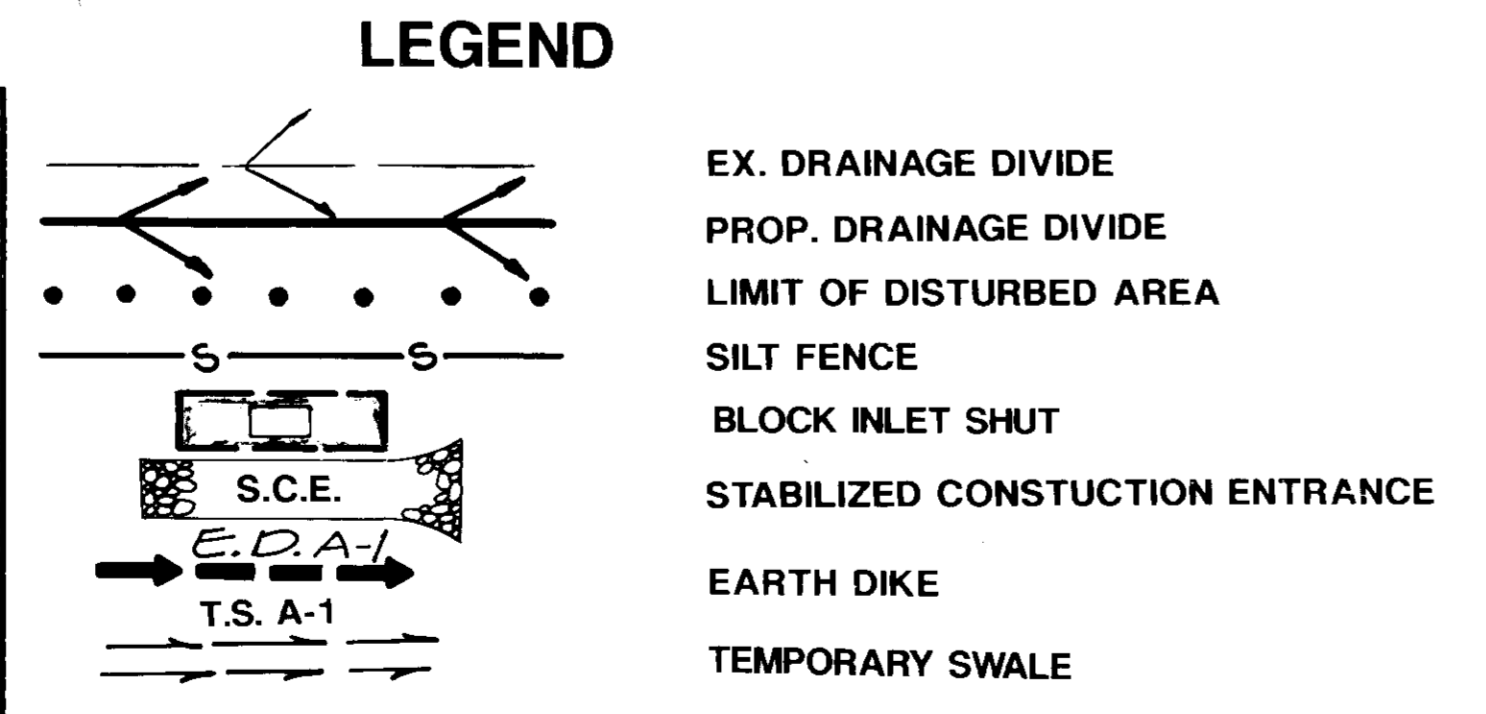 LEGEND
EX. DRAINAGE DIVIDE
PROP. DRAINAGE DIVIDE
LIMIT OF DISTURBED AREA
S S SILT FENCE
BLOCK INLET SHUT
S.C.E. STABILIZED CONSTUCTION ENTRANCE
E.D. A-1
EARTH DIKE
T.S. A-1
TEMPORARY SWALE